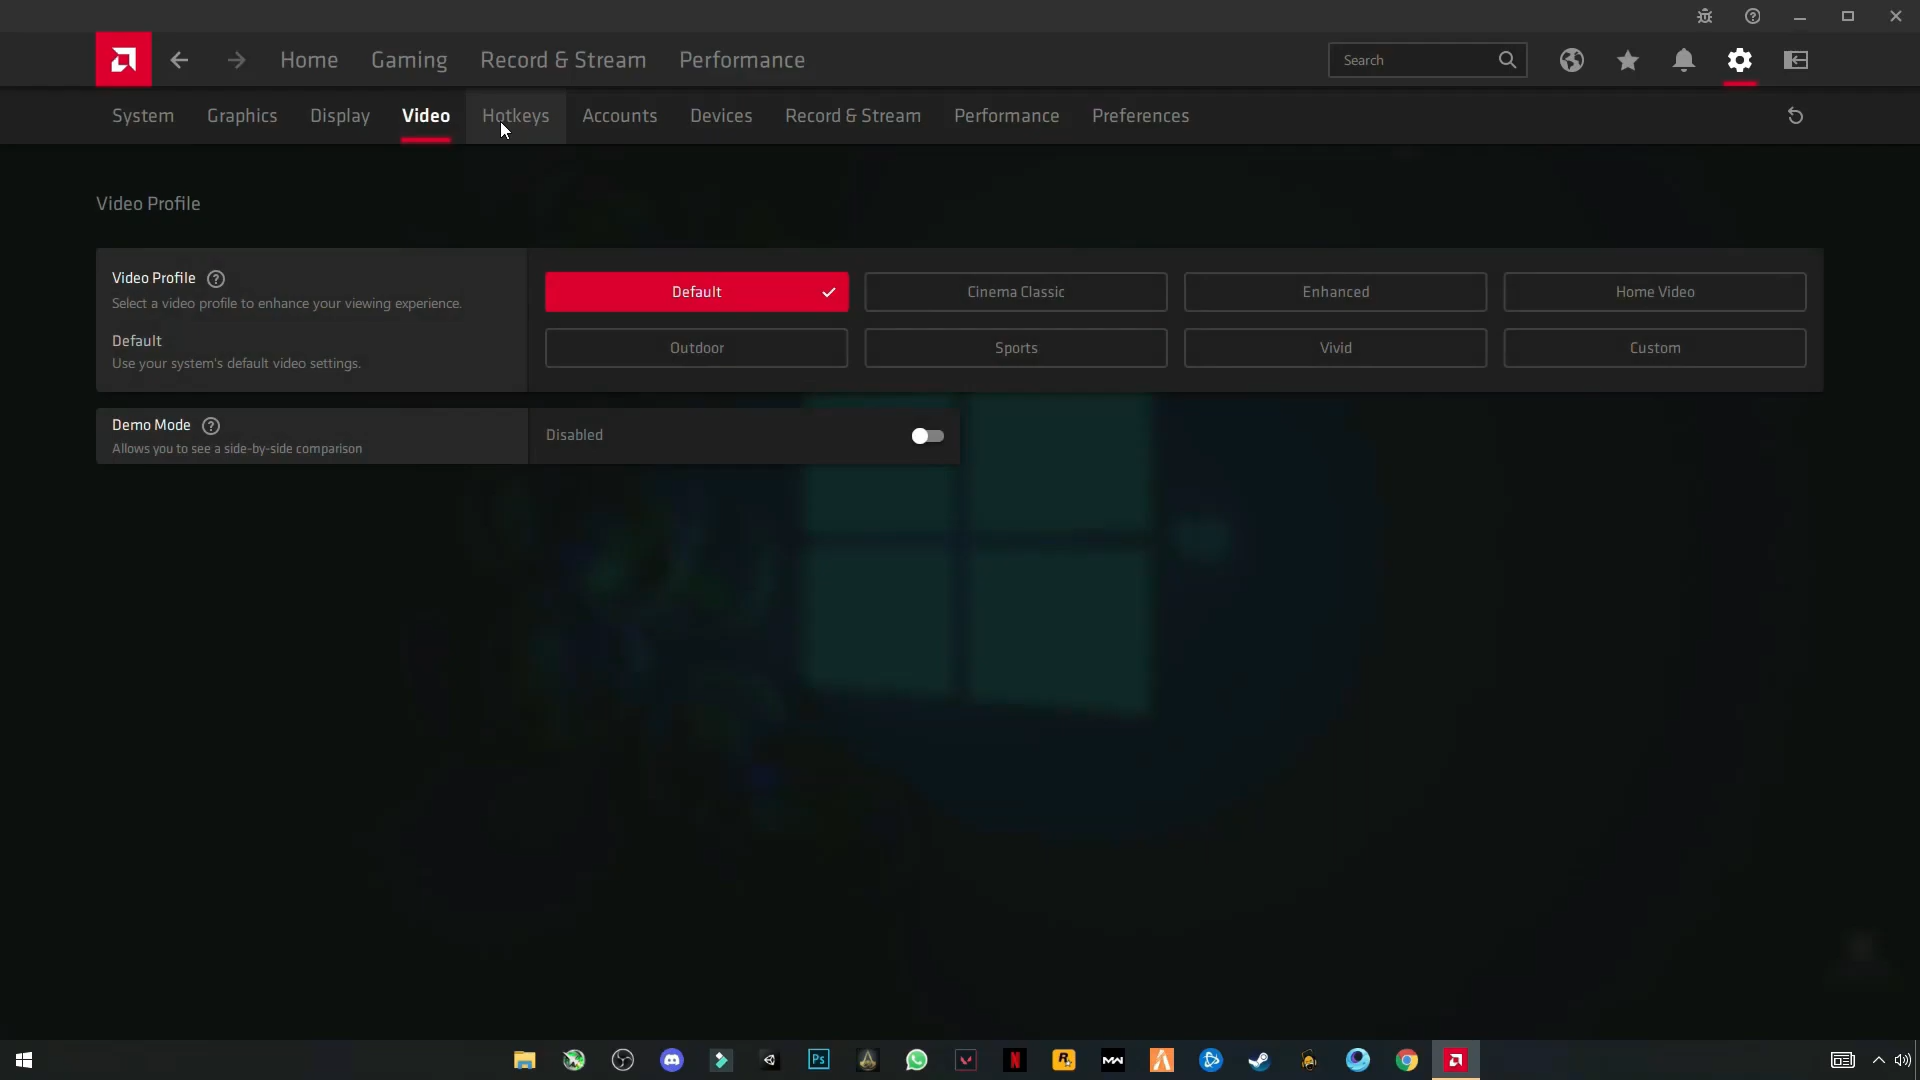 Home Gaming Record & Stream Performance Search
System Graphics Display Video Hotkeys Accounts Devices Record & Stream Performance Preferences
Video Profile
Video Profile
Select a video profile to enhance your viewing experience.
Default
Use your system's default video settings.
Default Cinema Classic Enhanced Home Video
Outdoor Sports Vivid Custom
Demo Mode
Allows you to see a side-by-side comparison
Disabled
Ps
MW